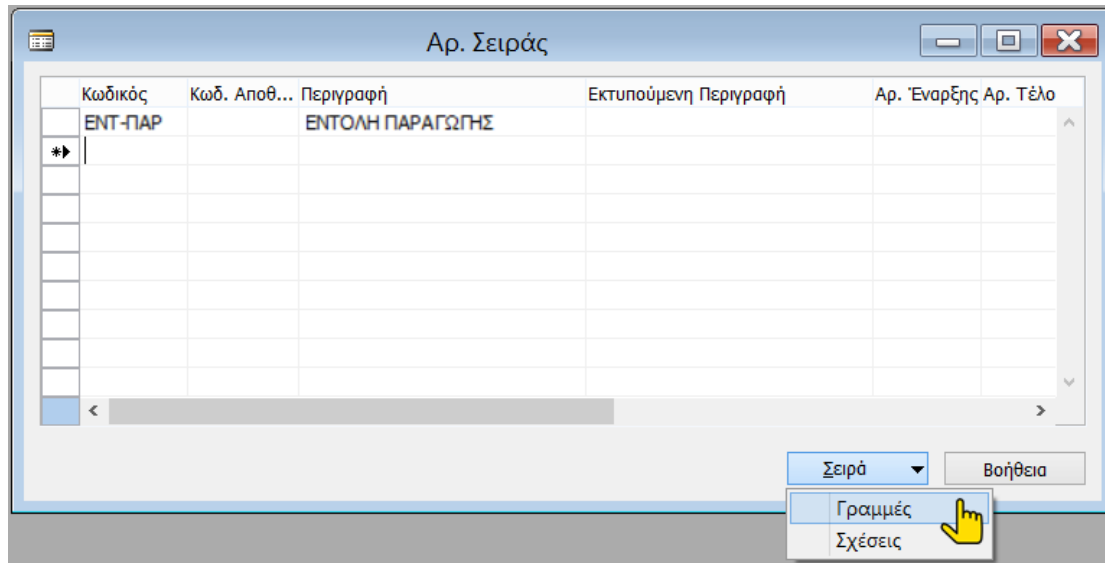 Αρ. Σειράς
Κωδικός Κωδ. Αποθ... Περιγραφή Εκτυπούμενη Περιγραφή Αρ. Έναρξης Αρ. Τέλο
ΕΝΤ-ΠΑΡ ΕΝΤΟΛΗ ΠΑΡΑΓΩΓΗΣ
Σειρά Βοήθεια
Γραμμές
Σχέσεις